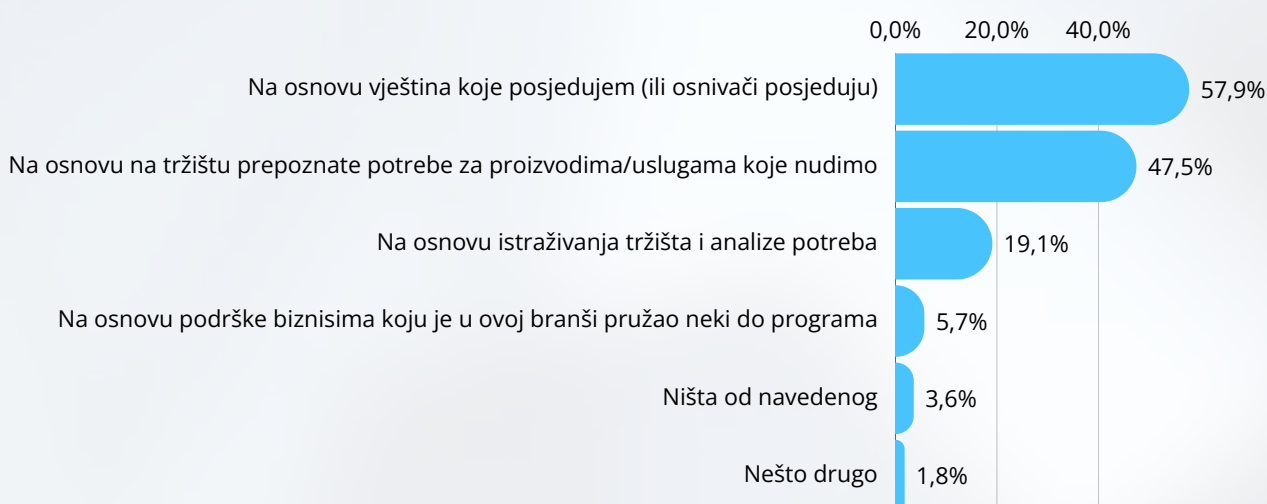 0,0% 20,0% 40,0%
Na osnovu vještina koje posjedujem (ili osnivači posjeduju) 57,9%
Na osnovu na tržištu prepoznate potrebe za proizvodima/uslugama koje nudimo 47,5%
Na osnovu istraživanja tržišta i analize potreba 19,1%
Na osnovu podrške biznisima koju je u ovoj branši pružao neki do programa 5,7%
Ništa od navedenog 3,6%
Nešto drugo 1,8%